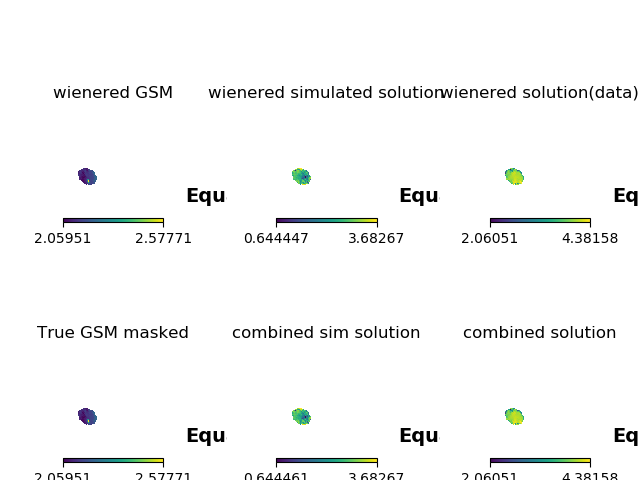 wienered GSM wienered simulated solution wienered solution(data)
Equ Equ Eq
2.05951 2.57771 0.644447 3.68267 2.06051 4.38158
True GSM masked combined sim solution combined solution
Equ Equ Eq
2.05951 2.57771 0.644461 3.68267 2.06051 4.38158